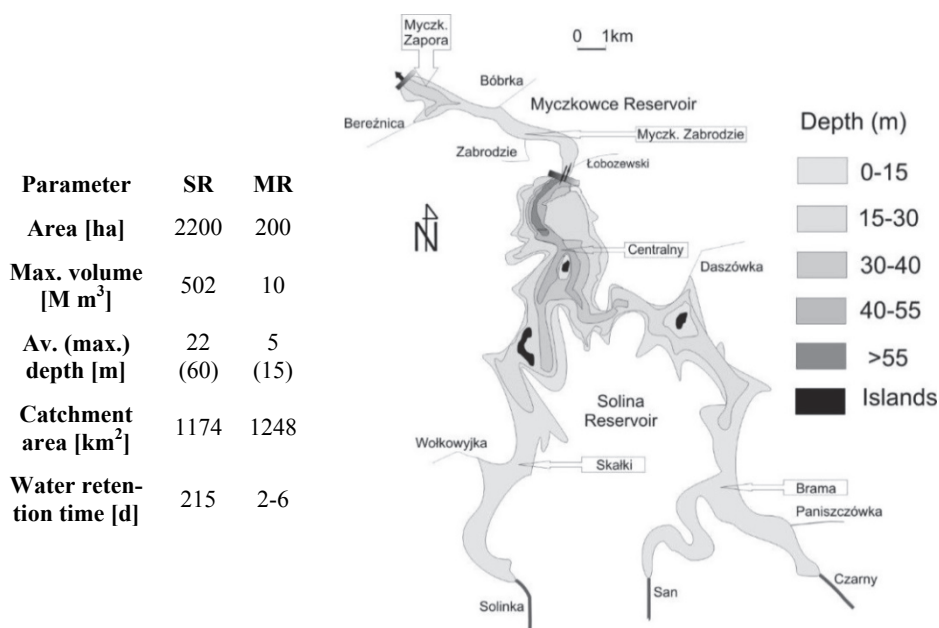 Parameter SR MR
Area [ha] 2200 200
Max. volume
[M m³] 502 10
Av. (max.) 22 5
depth [m] (60) (15)
Catchment
area [km²] 1174 1248
Water reten-
tion time [d] 215 2-6
Myczk.
Zapora
0 1km
Bóbrka
Myczkowce Reservoir
Bereźnica
Myczk. Zabrodzie
Zabrodzie
Łobozewski
N
Centralny
Daszówka
Solina
Reservoir
Wołkowyjka
Skałki
Brama
Paniszczówka
Solinka
San
Czarny
Depth (m)
0-15
15-30
30-40
40-55
>55
Islands